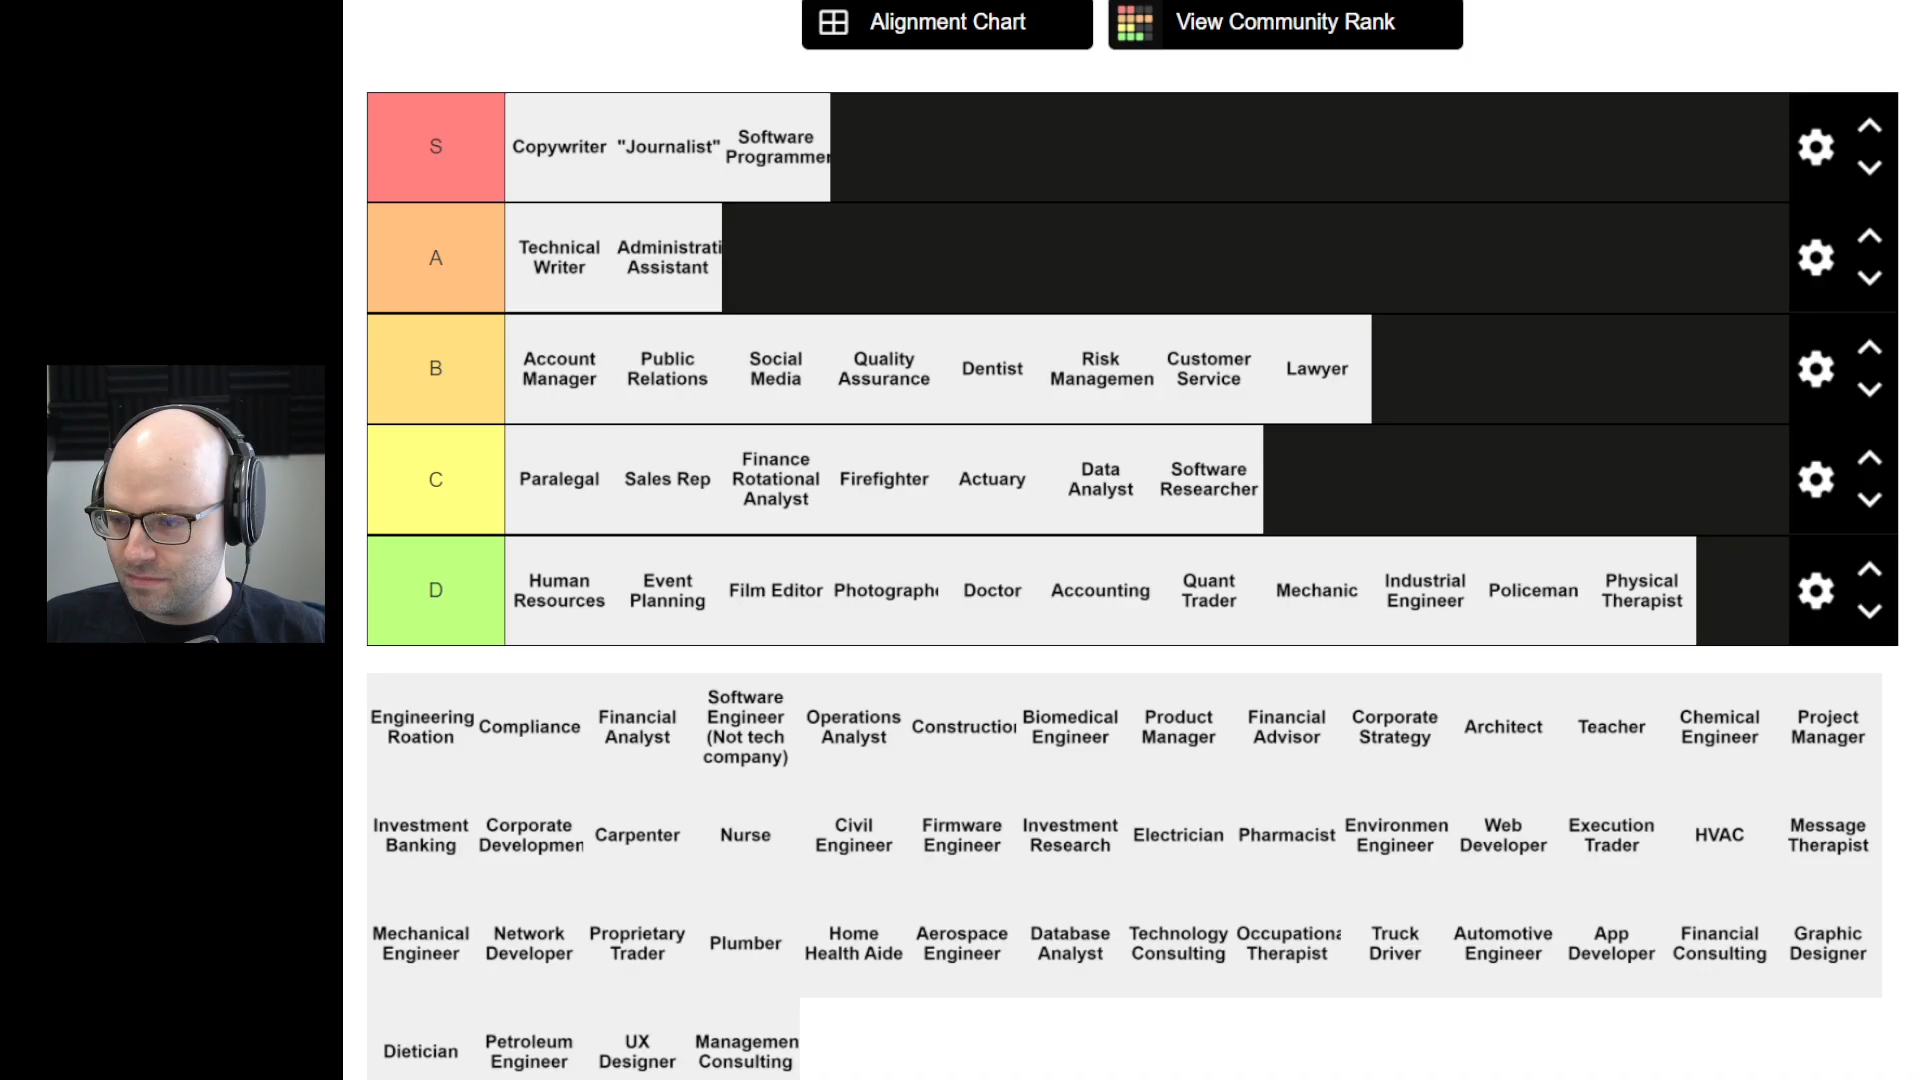 Alignment Chart
View Community Rank
S
Copywriter
"Journalist"
Software
Programmer
A
Technical
Writer
Administrati
Assistant
B
Account
Manager
Public
Relations
Social
Media
Quality
Assurance
Dentist
Risk
Managemen
Customer
Service
Lawyer
C
Paralegal
Sales Rep
Finance
Rotational
Analyst
Firefighter
Actuary
Data
Analyst
Software
Researcher
D
Human
Resources
Event
Planning
Film Editor
Photographe
Doctor
Accounting
Quant
Trader
Mechanic
Industrial
Engineer
Policeman
Physical
Therapist
Engineering
Roation
Compliance
Financial
Analyst
Software
Engineer
(Not tech
company)
Operations
Analyst
Construction
Biomedical
Engineer
Product
Manager
Financial
Advisor
Corporate
Strategy
Architect
Teacher
Chemical
Engineer
Project
Manager
Investment
Banking
Corporate
Developmen
Carpenter
Nurse
Civil
Engineer
Firmware
Engineer
Investment
Research
Electrician
Pharmacist
Environmen
Engineer
Web
Developer
Execution
Trader
HVAC
Message
Therapist
Mechanical
Engineer
Network
Developer
Proprietary
Trader
Plumber
Home
Health Aide
Aerospace
Engineer
Database
Analyst
Technology
Consulting
Occupationa
Therapist
Truck
Driver
Automotive
Engineer
App
Developer
Financial
Consulting
Graphic
Designer
Dietician
Petroleum
Engineer
UX
Designer
Managemen
Consulting